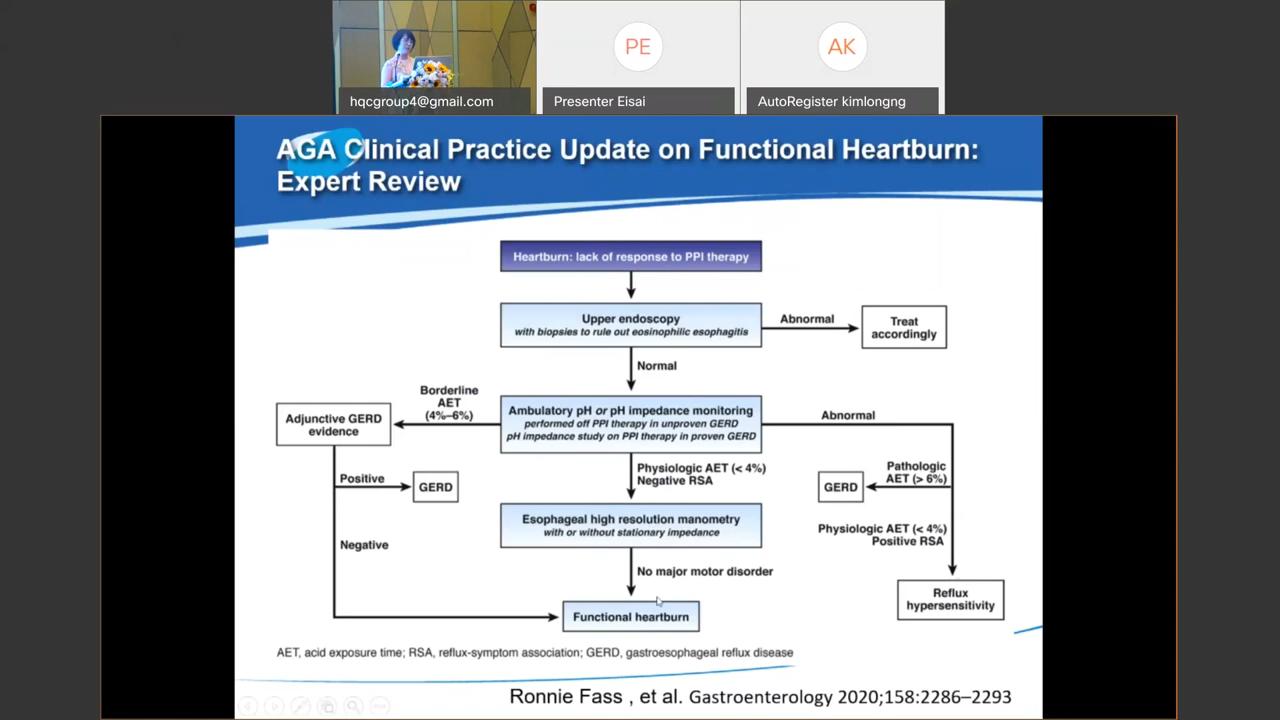 PE
AK
hqcgroup4@gmail.com
Presenter Eisai
AutoRegister kimlongng
AGA Clinical Practice Update on Functional Heartburn:
Expert Review
Heartburn: lack of response to PPI therapy
Upper endoscopy
with biopsies to rule out eosinophilic esophagitis
Abnormal
Treat
accordingly
Normal
Borderline
AET
(4%–6%)
Adjunctive GERD
evidence
Ambulatory pH or pH impedance monitoring
performed off PPI therapy in unproven GERD
pH impedance study on PPI therapy in proven GERD
Abnormal
Physiologic AET (< 4%)
Negative RSA
Positive
GERD
Pathologic
AET (> 6%)
GERD
Esophageal high resolution manometry
with or without stationary impedance
Physiologic AET (< 4%)
Positive RSA
Negative
No major motor disorder
Reflux
hypersensitivity
Functional heartburn
AET, acid exposure time; RSA, reflux-symptom association; GERD, gastroesophageal reflux disease
Ronnie Fass , et al. Gastroenterology 2020;158:2286–2293